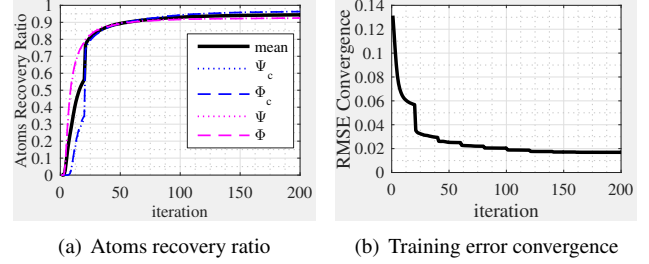 1
0.9
0.8
0.7
0.6
0.5
0.4
0.3
0.2
0.1
0
Atoms Recovery Ratio
mean
Ψc
Φc
Ψ
Φ
0 50 100 150 200
iteration
(a) Atoms recovery ratio
0.14
0.12
0.1
0.08
0.06
0.04
0.02
0
RMSE Convergence
0 50 100 150 200
iteration
(b) Training error convergence